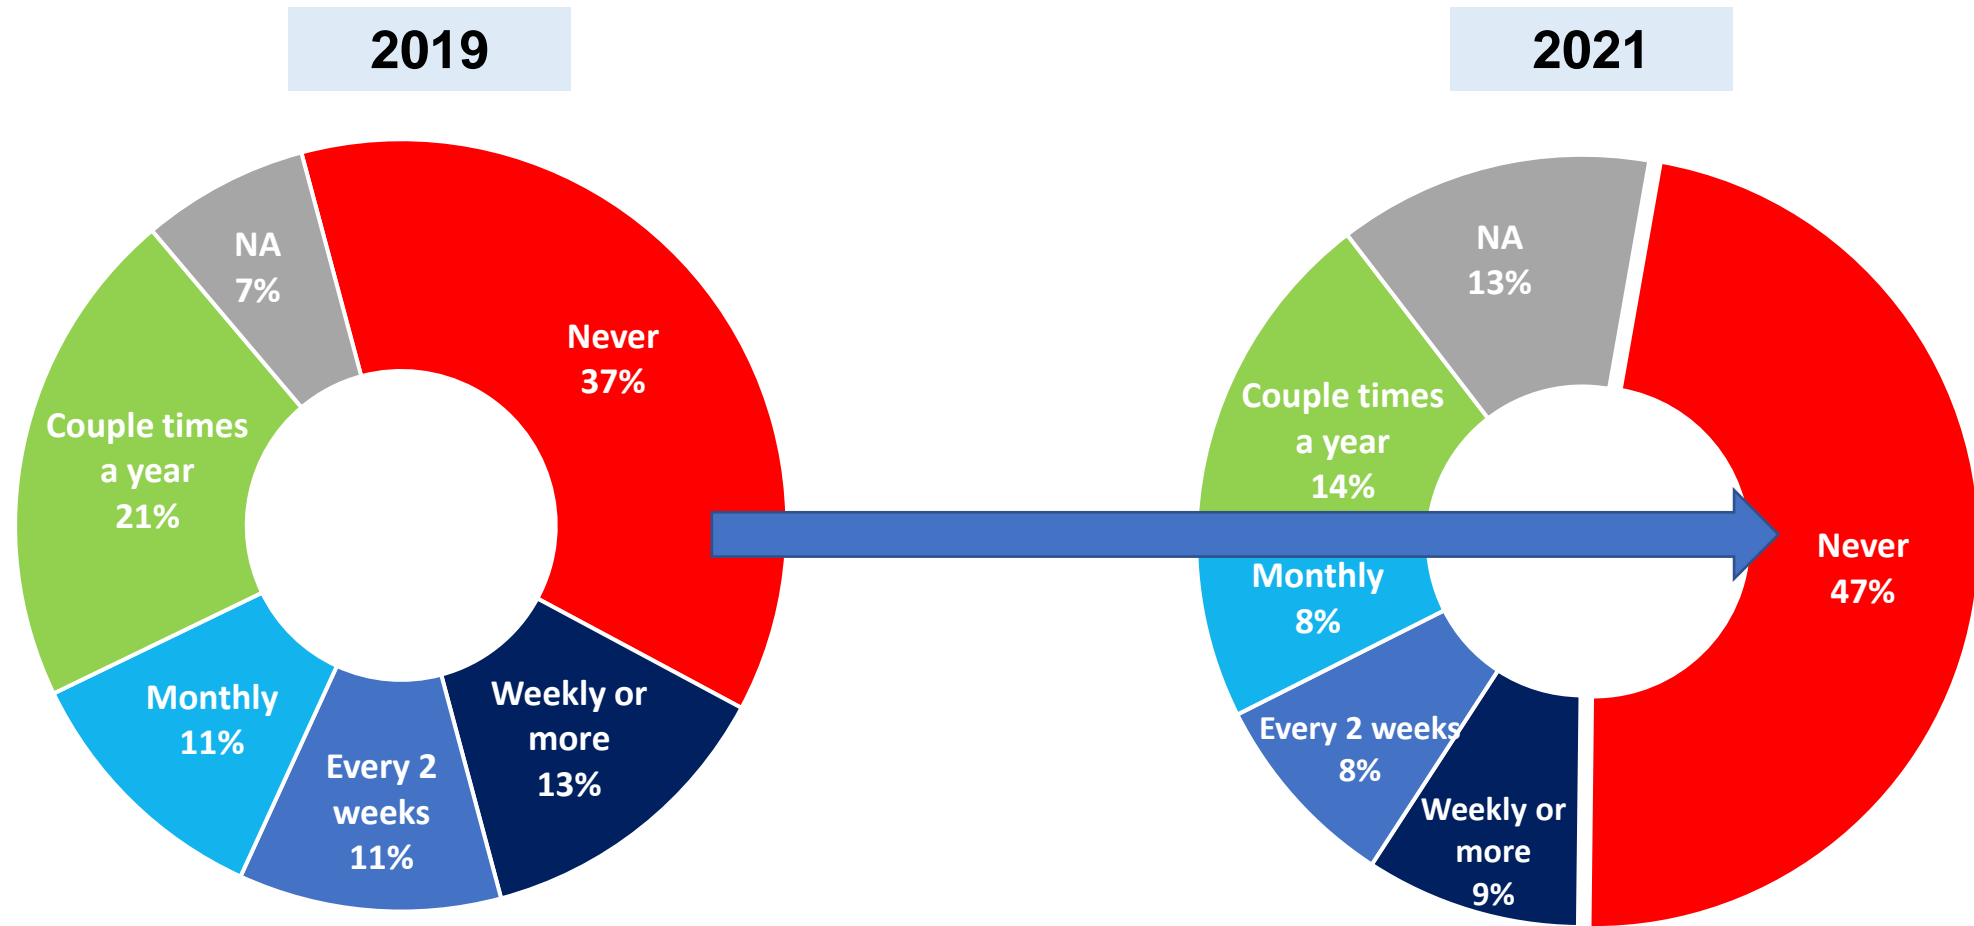 2019
NA
7%
Never
37%
Couple times
a year
21%
Monthly
11%
Every 2
weeks
11%
Weekly or
more
13%
2021
NA
13%
Couple times
a year
14%
Never
47%
Monthly
8%
Every 2 weeks
8%
Weekly or
more
9%